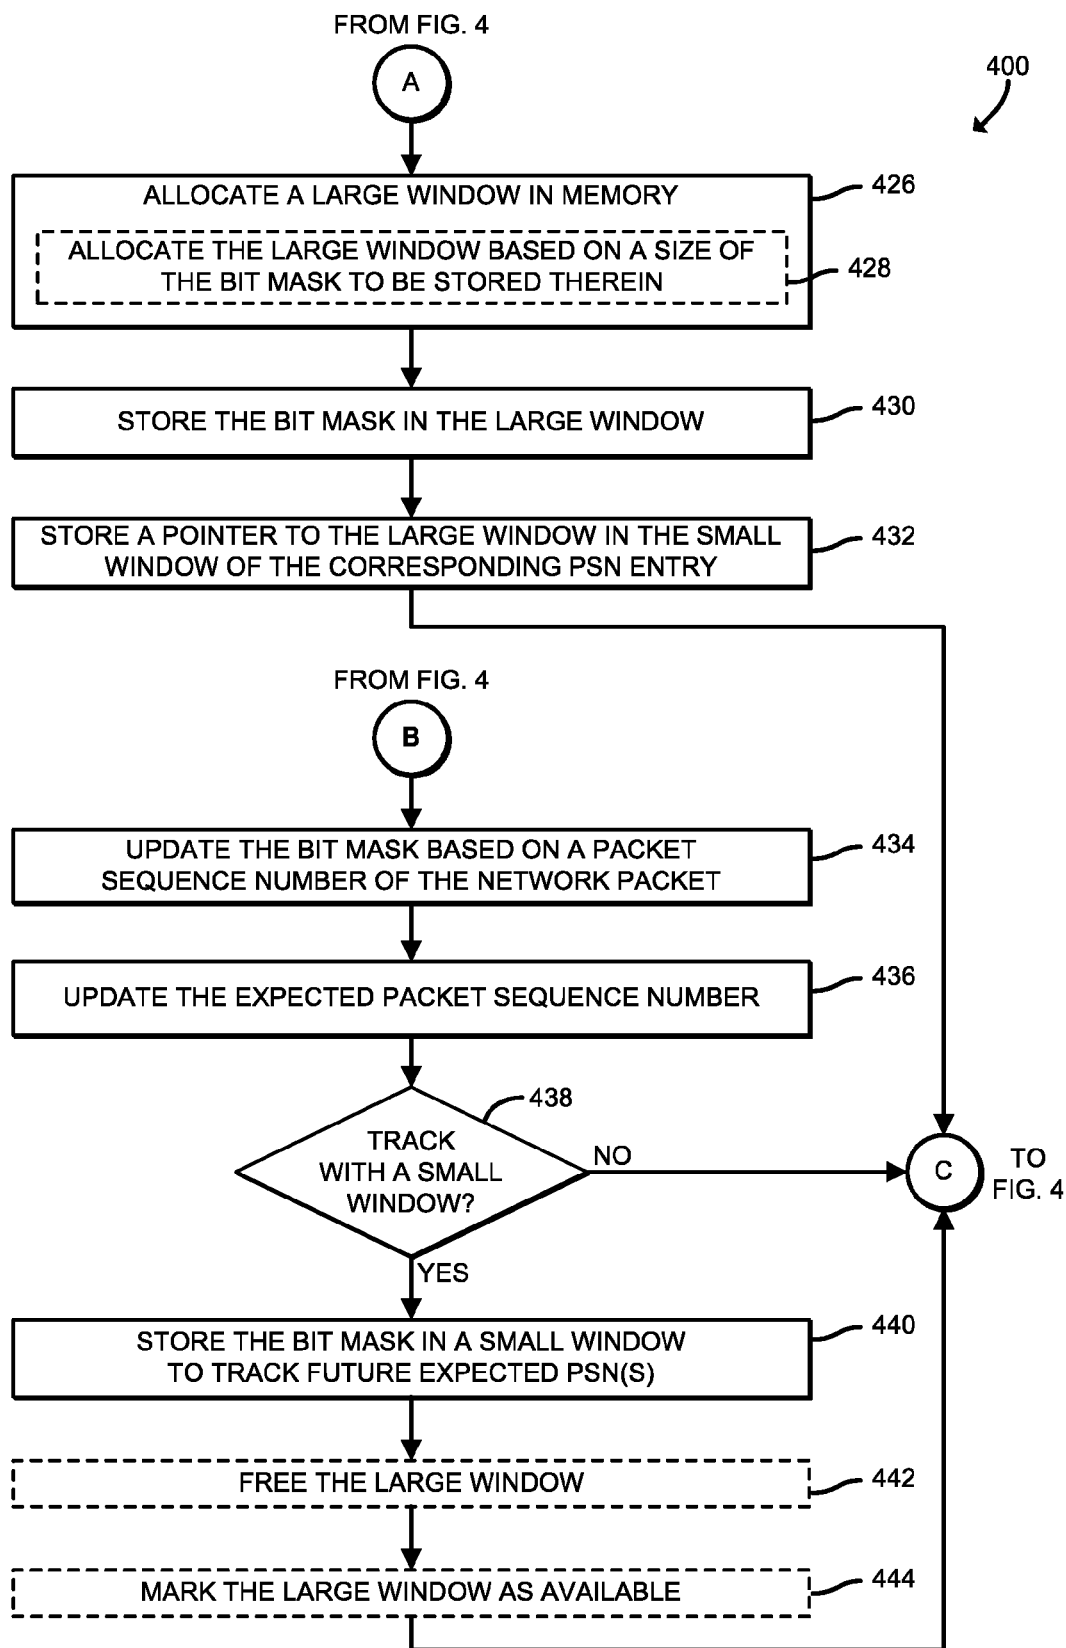 FROM FIG. 4
A
400
ALLOCATE A LARGE WINDOW IN MEMORY
426
ALLOCATE THE LARGE WINDOW BASED ON A SIZE OF
THE BIT MASK TO BE STORED THEREIN
428
STORE THE BIT MASK IN THE LARGE WINDOW
430
STORE A POINTER TO THE LARGE WINDOW IN THE SMALL
WINDOW OF THE CORRESPONDING PSN ENTRY
432
FROM FIG. 4
B
UPDATE THE BIT MASK BASED ON A PACKET
SEQUENCE NUMBER OF THE NETWORK PACKET
434
UPDATE THE EXPECTED PACKET SEQUENCE NUMBER
436
438
TRACK
WITH A SMALL
WINDOW?
NO
C
TO
FIG. 4
YES
STORE THE BIT MASK IN A SMALL WINDOW
TO TRACK FUTURE EXPECTED PSN(S)
440
FREE THE LARGE WINDOW
442
MARK THE LARGE WINDOW AS AVAILABLE
444